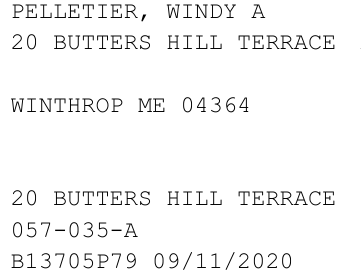 PELLETIER, WINDY A
20 BUTTERS HILL TERRACE
WINTHROP ME 04364
20 BUTTERS HILL TERRACE
057-035-A
B13705P79 09/11/2020